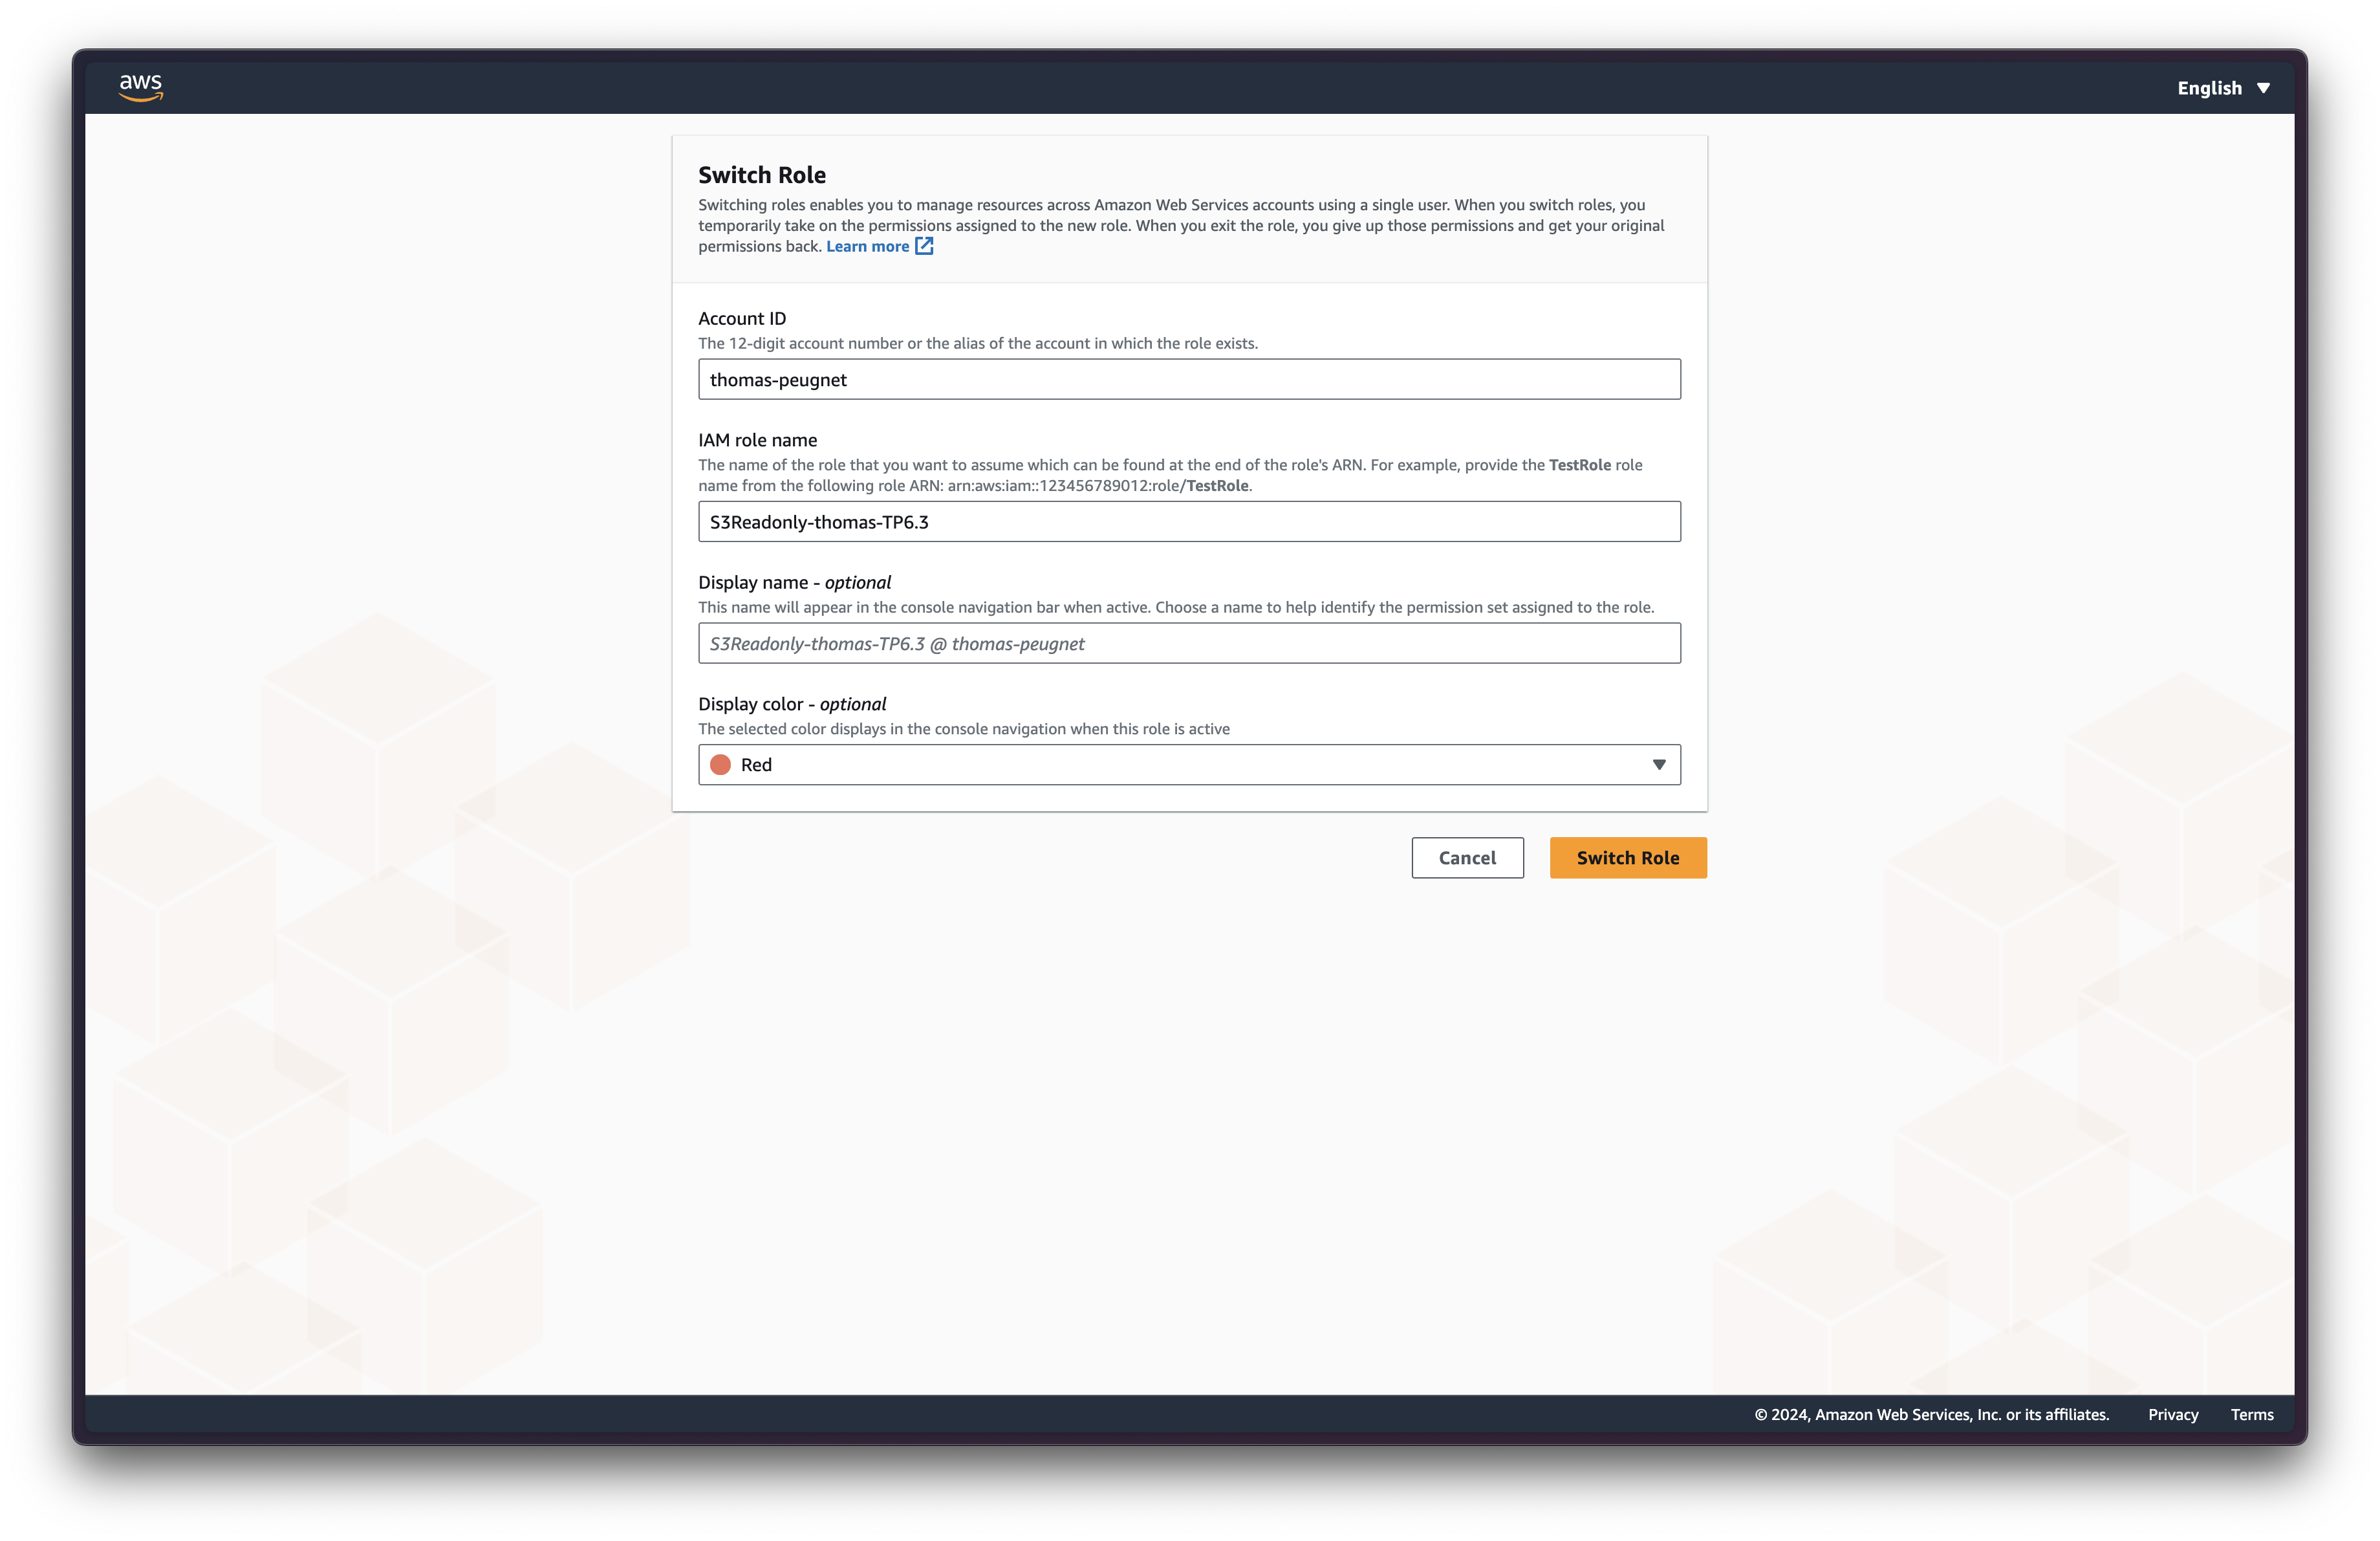 aws
English
Switch Role
Switching roles enables you to manage resources across Amazon Web Services accounts using a single user. When you switch roles, you
temporarily take on the permissions assigned to the new role. When you exit the role, you give up those permissions and get your original
permissions back. Learn more
Account ID
The 12-digit account number or the alias of the account in which the role exists.
thomas-peugnet
IAM role name
The name of the role that you want to assume which can be found at the end of the role's ARN. For example, provide the TestRole role
name from the following role ARN: arn:aws:iam::123456789012:role/TestRole.
S3Readonly-thomas-TP6.3
Display name - optional
This name will appear in the console navigation bar when active. Choose a name to help identify the permission set assigned to the role.
S3Readonly-thomas-TP6.3 @ thomas-peugnet
Display color - optional
The selected color displays in the console navigation when this role is active
Red
Cancel Switch Role
© 2024, Amazon Web Services, Inc. or its affiliates. Privacy Terms